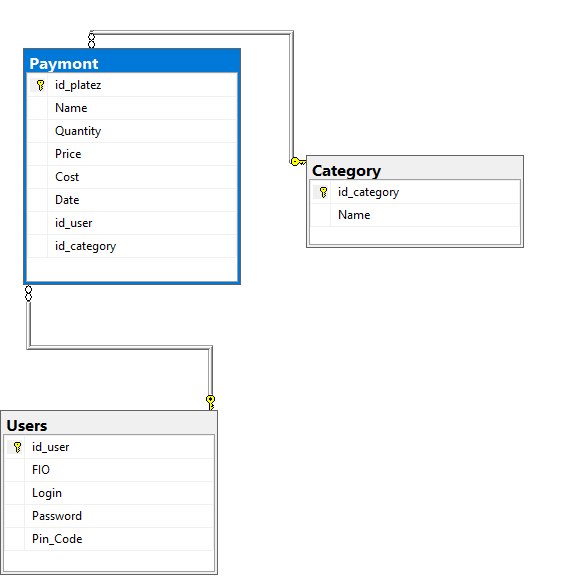 Paymont
id_platez
Name
Quantity
Price
Cost
Date
id_user
id_category
Category
id_category
Name
Users
id_user
FIO
Login
Password
Pin_Code